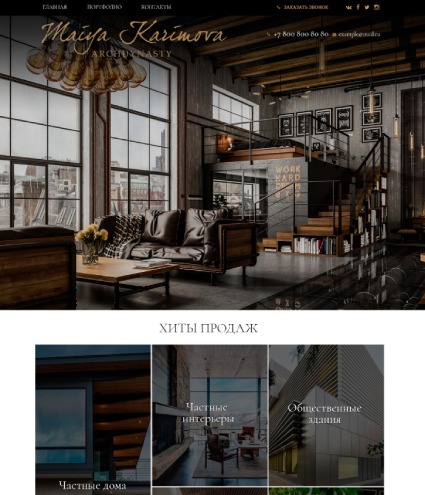 ГЛАВНАЯ ПОРТФОЛИО КОНТАКТЫ
ЗАКАЗАТЬ ЗВОНОК
Maiya Karimova
ARCHDYNASTY
+7 800 800 80 80
example@mail.ru
WORK
HARD
ХИТЫ ПРОДАЖ
Частные
интерьеры
Общественные
здания
Частные дома